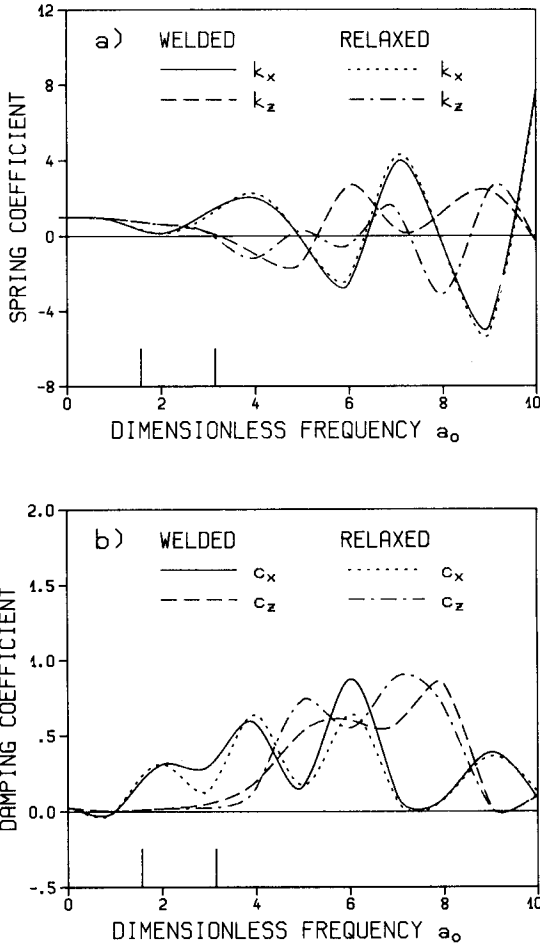 12
8
4
0
-4
-8
SPRING COEFFICIENT
a) WELDED RELAXED
kx kx
kz kz
0 2 4 6 8 10
DIMENSIONLESS FREQUENCY ao
2.0
1.5
1.0
.5
0.0
-.5
DAMPING COEFFICIENT
b) WELDED RELAXED
cx cx
cz cz
0 2 4 6 8 10
DIMENSIONLESS FREQUENCY ao